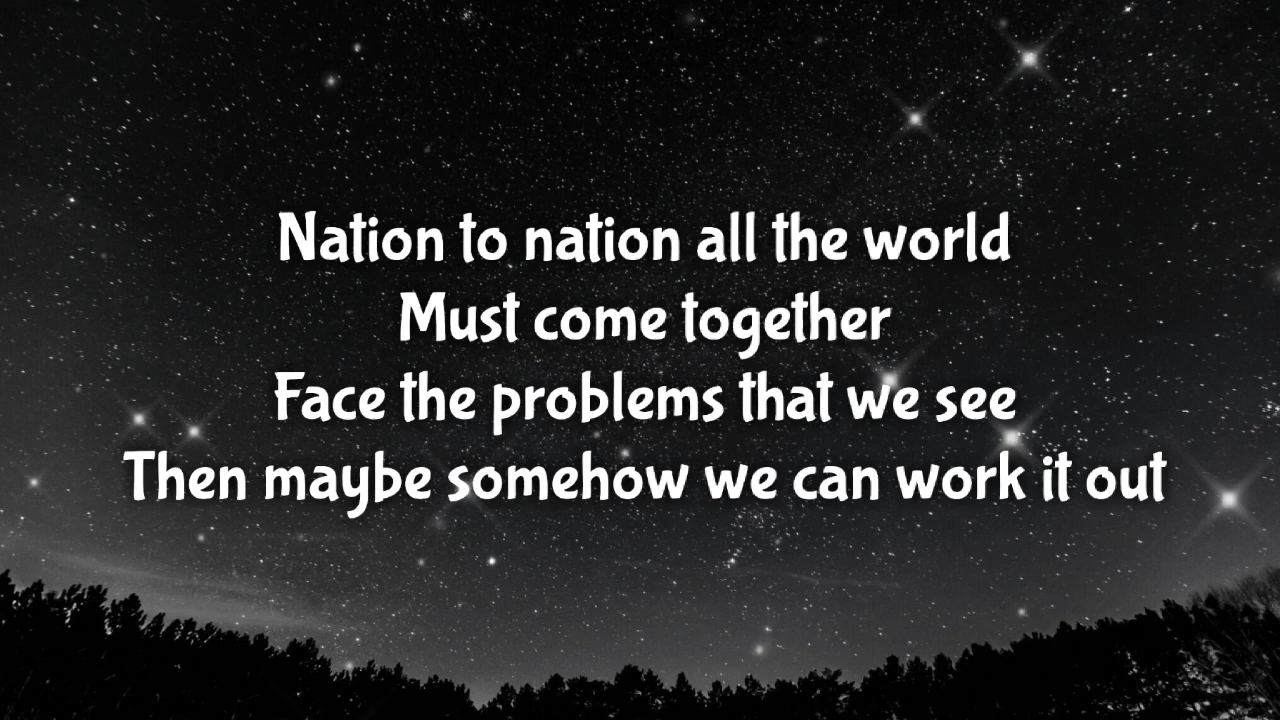 Nation to nation all the world
Must come together
Face the problems that we see
Then maybe somehow we can work it out